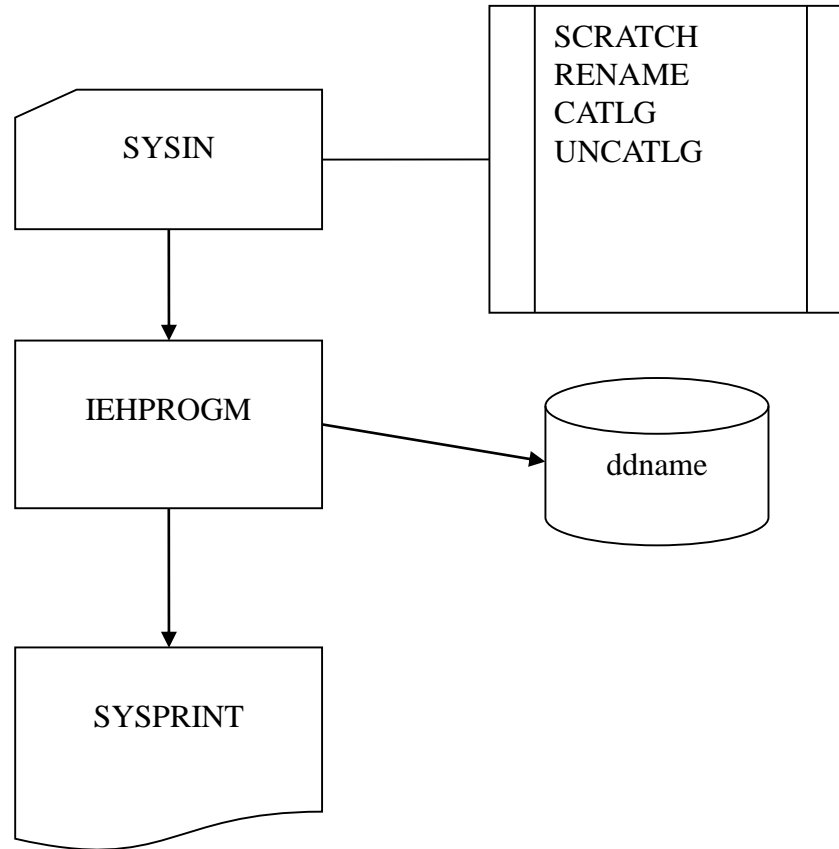 SYSIN
SCRATCH
RENAME
CATLG
UNCATLG
IEHPROGM
ddname
SYSPRINT